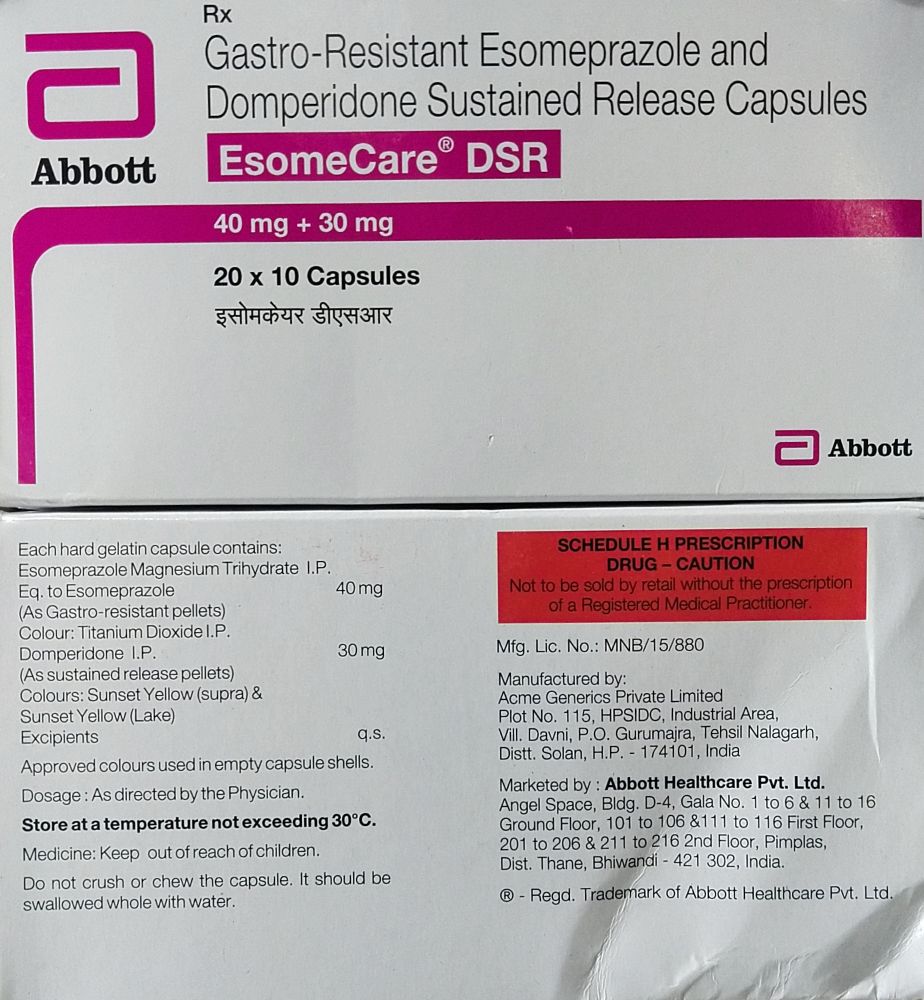 Rx
Gastro-Resistant Esomeprazole and
Domperidone Sustained Release Capsules
Abbott
EsomeCare® DSR
40 mg + 30 mg
20 x 10 Capsules
इसोमकेयर डीएसआर
Abbott
Each hard gelatin capsule contains:
Esomeprazole Magnesium Trihydrate I.P.
Eq. to Esomeprazole 40 mg
(As Gastro-resistant pellets)
Colour: Titanium Dioxide I.P.
Domperidone I.P. 30 mg
(As sustained release pellets)
Colours: Sunset Yellow (supra) &
Sunset Yellow (Lake)
Excipients q.s.
Approved colours used in empty capsule shells.
Dosage : As directed by the Physician.
Store at a temperature not exceeding 30°C.
Medicine: Keep out of reach of children.
Do not crush or chew the capsule. It should be
swallowed whole with water.
SCHEDULE H PRESCRIPTION
DRUG – CAUTION
Not to be sold by retail without the prescription
of a Registered Medical Practitioner.
Mfg. Lic. No.: MNB/15/880
Manufactured by:
Acme Generics Private Limited
Plot No. 115, HPSIDC, Industrial Area,
Vill. Davni, P.O. Gurumajra, Tehsil Nalagarh,
Distt. Solan, H.P. - 174101, India
Marketed by : Abbott Healthcare Pvt. Ltd.
Angel Space, Bldg. D-4, Gala No. 1 to 6 & 11 to 16
Ground Floor, 101 to 106 &111 to 116 First Floor,
201 to 206 & 211 to 216 2nd Floor, Pimplas,
Dist. Thane, Bhiwandi - 421 302, India.
® - Regd. Trademark of Abbott Healthcare Pvt. Ltd.